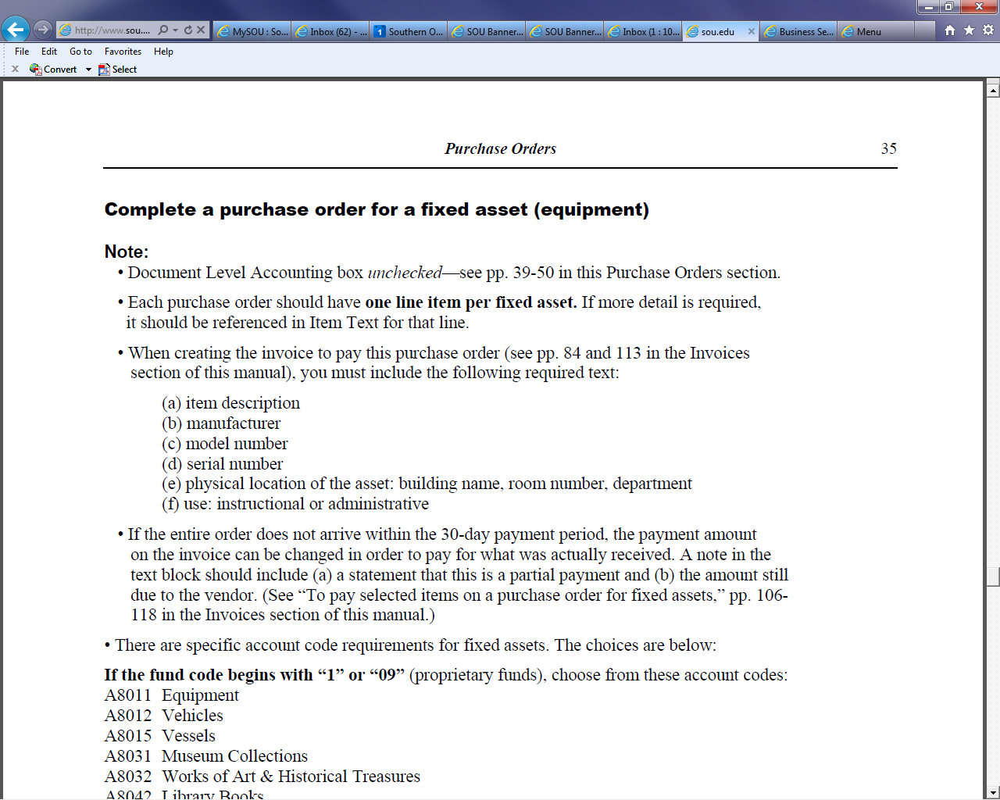 http://www.sou....
MySOU : So...
Inbox (62) - ...
Southern O...
SOU Banner...
SOU Banner...
Inbox (1 : 10...
sou.edu
Business Se...
Menu
File Edit Go to Favorites Help
x Convert Select
Purchase Orders 35
Complete a purchase order for a fixed asset (equipment)
Note:
• Document Level Accounting box unchecked—see pp. 39-50 in this Purchase Orders section.
• Each purchase order should have one line item per fixed asset. If more detail is required,
it should be referenced in Item Text for that line.
• When creating the invoice to pay this purchase order (see pp. 84 and 113 in the Invoices
section of this manual), you must include the following required text:
(a) item description
(b) manufacturer
(c) model number
(d) serial number
(e) physical location of the asset: building name, room number, department
(f) use: instructional or administrative
• If the entire order does not arrive within the 30-day payment period, the payment amount
on the invoice can be changed in order to pay for what was actually received. A note in the
text block should include (a) a statement that this is a partial payment and (b) the amount still
due to the vendor. (See “To pay selected items on a purchase order for fixed assets,” pp. 106-
118 in the Invoices section of this manual.)
• There are specific account code requirements for fixed assets. The choices are below:
If the fund code begins with “1” or “09” (proprietary funds), choose from these account codes:
A8011 Equipment
A8012 Vehicles
A8015 Vessels
A8031 Museum Collections
A8032 Works of Art & Historical Treasures
A8042 Library Books